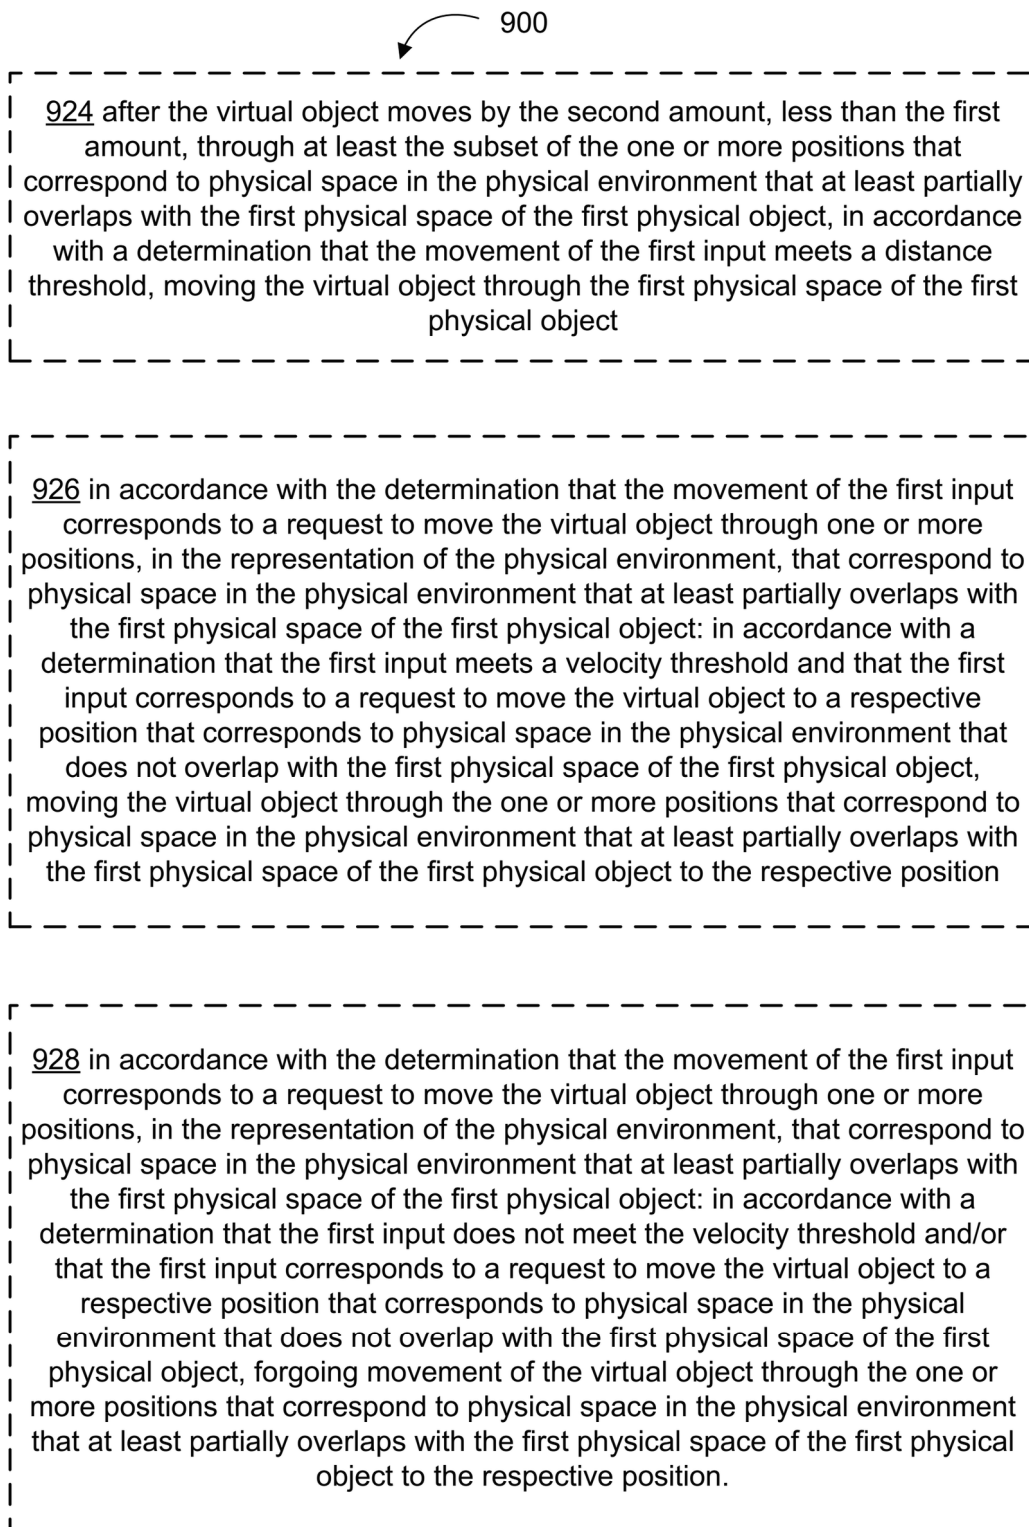 900
924 after the virtual object moves by the second amount, less than the first
amount, through at least the subset of the one or more positions that
correspond to physical space in the physical environment that at least partially
overlaps with the first physical space of the first physical object, in accordance
with a determination that the movement of the first input meets a distance
threshold, moving the virtual object through the first physical space of the first
physical object
926 in accordance with the determination that the movement of the first input
corresponds to a request to move the virtual object through one or more
positions, in the representation of the physical environment, that correspond to
physical space in the physical environment that at least partially overlaps with
the first physical space of the first physical object: in accordance with a
determination that the first input meets a velocity threshold and that the first
input corresponds to a request to move the virtual object to a respective
position that corresponds to physical space in the physical environment that
does not overlap with the first physical space of the first physical object,
moving the virtual object through the one or more positions that correspond to
physical space in the physical environment that at least partially overlaps with
the first physical space of the first physical object to the respective position
928 in accordance with the determination that the movement of the first input
corresponds to a request to move the virtual object through one or more
positions, in the representation of the physical environment, that correspond to
physical space in the physical environment that at least partially overlaps with
the first physical space of the first physical object: in accordance with a
determination that the first input does not meet the velocity threshold and/or
that the first input corresponds to a request to move the virtual object to a
respective position that corresponds to physical space in the physical
environment that does not overlap with the first physical space of the first
physical object, forgoing movement of the virtual object through the one or
more positions that correspond to physical space in the physical environment
that at least partially overlaps with the first physical space of the first physical
object to the respective position.